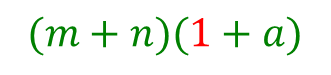 (m + n)(1 + a)